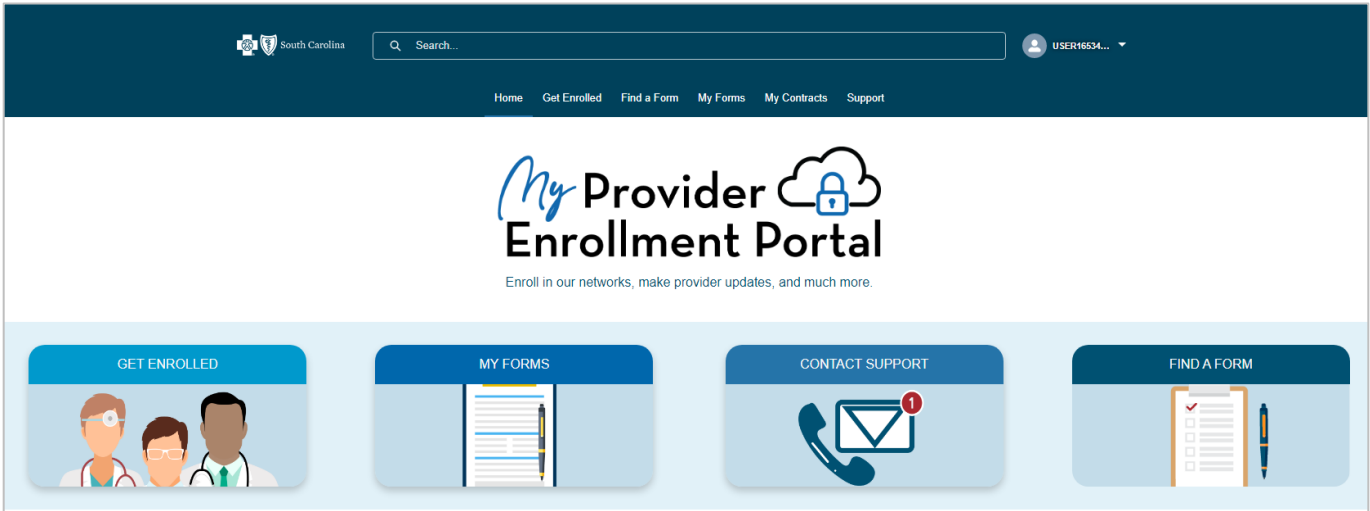 South Carolina
Search...
USER16534...
Home Get Enrolled Find a Form My Forms My Contracts Support
My Provider
Enrollment Portal
Enroll in our networks, make provider updates, and much more.
GET ENROLLED
MY FORMS
CONTACT SUPPORT
FIND A FORM
1